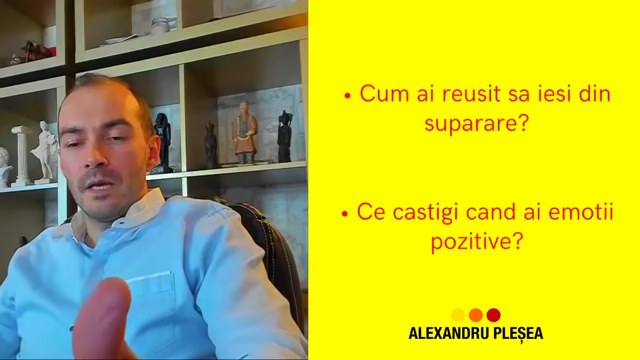 • Cum ai reusit sa iesi din
suparare?
• Ce castigi cand ai emotii
pozitive?
ALEXANDRU PLEȘEA